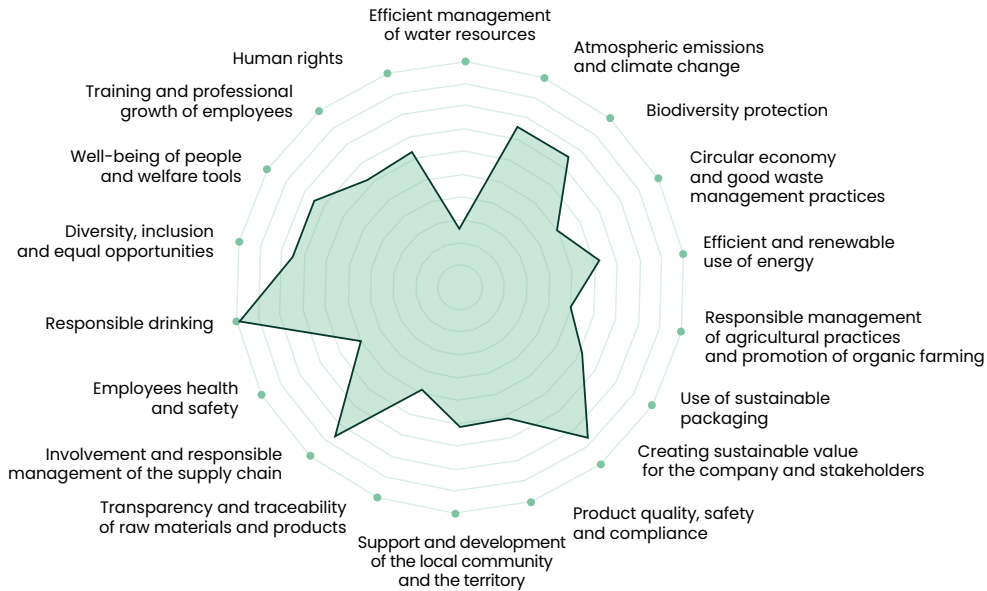 Efficient management
of water resources
Atmospheric emissions
and climate change
Biodiversity protection
Circular economy
and good waste
management practices
Efficient and renewable
use of energy
Responsible management
of agricultural practices
and promotion of organic farming
Use of sustainable
packaging
Creating sustainable value
for the company and stakeholders
Product quality, safety
and compliance
Support and development
of the local community
and the territory
Transparency and traceability
of raw materials and products
Involvement and responsible
management of the supply chain
Employees health
and safety
Responsible drinking
Diversity, inclusion
and equal opportunities
Well-being of people
and welfare tools
Training and professional
growth of employees
Human rights